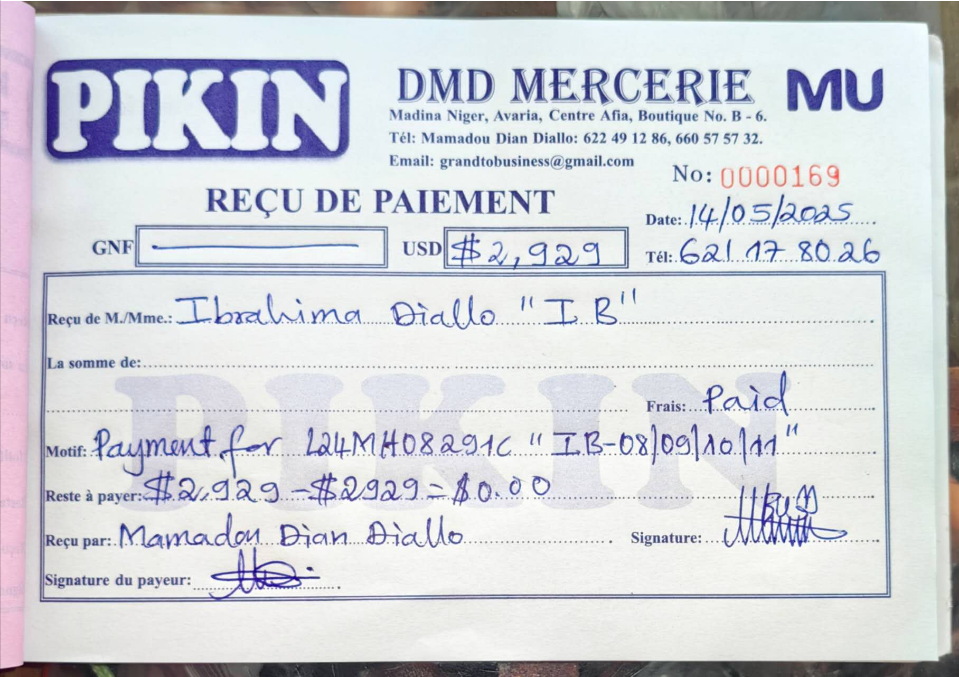 PIKIN
DMD MERCERIE
MU
Madina Niger, Avaria, Centre Afia, Boutique No. B - 6.
Tél: Mamadou Dian Diallo: 622 49 12 86, 660 57 57 32.
Email: grandtobusiness@gmail.com
No: 0000169
REÇU DE PAIEMENT
Date: 14/05/2025
GNF USD $2,929 Tél: 621 17 80 26
Reçu de M./Mme.: Ibrahima Diallo "IB"
La somme de:
PIKIN
Frais: Paid
Motif: Payment for L24MH08291C "IB-08/09/10/11"
Reste à payer: $2,929 - $2929 = $0.00
Reçu par: Mamadou Dian Diallo Signature:
Signature du payeur: